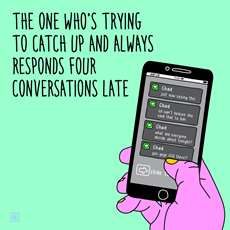 THE ONE WHO'S TRYING
TO CATCH UP AND ALWAYS
RESPONDS FOUR
CONVERSATIONS LATE
Chad
just now seeing this
Chad
lol can't believe she
said that to him
Chad
what did everyone
decide about tonight?
Chad
you guys still there?
slide